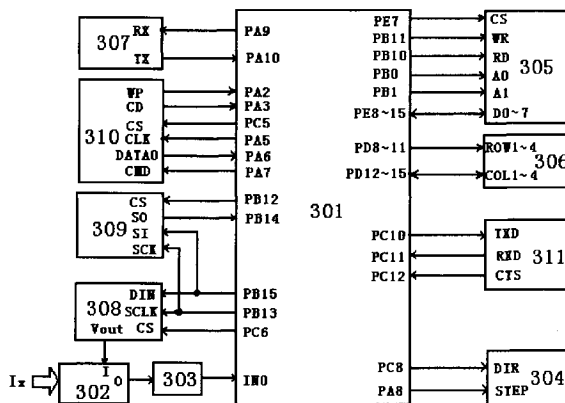 307 RX PA9
TX PA10
310 WP PA2
CD PA3
CS PC5
CLK PA5
DATA0 PA6
CMD PA7
309 CS PB12
SO PB14
SI
SCK
308 DIN PB15
SCLK PB13
Vout CS PC6
Ix 302 I O 303 IN0
301
PE7 CS
PB11 WR
PB10 RD
PB0 A0
PB1 A1
PE8~15 D0~7
305
PD8~11 ROW1~4
PD12~15 COL1~4
306
PC10 TXD
PC11 RXD
PC12 CTS
311
PC8 DIR
PA8 STEP
304